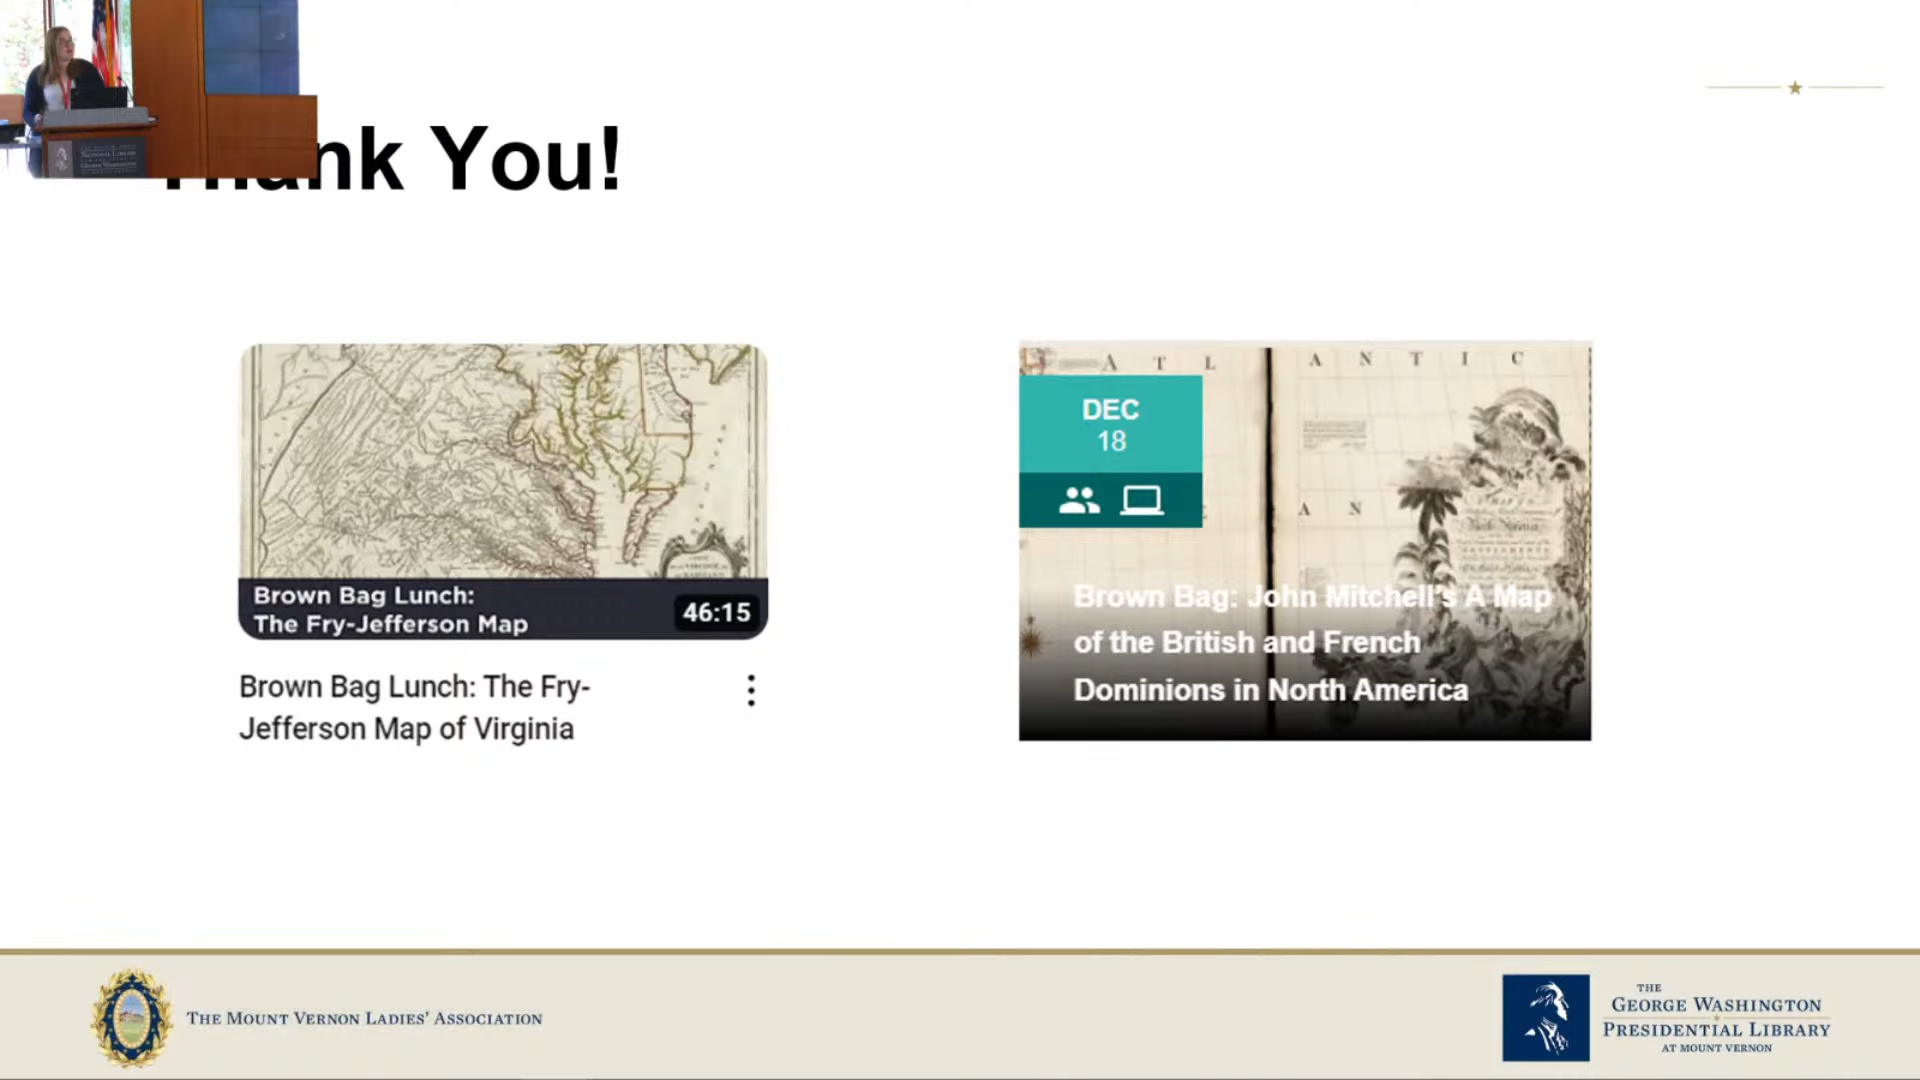 Thank You!
A T L A N T I C
DEC
18
A N
Brown Bag Lunch:
The Fry-Jefferson Map
46:15
Brown Bag: John Mitchell's A Map
of the British and French
Dominions in North America
Brown Bag Lunch: The Fry-
Jefferson Map of Virginia
THE MOUNT VERNON LADIES' ASSOCIATION
THE
GEORGE WASHINGTON
PRESIDENTIAL LIBRARY
AT MOUNT VERNON